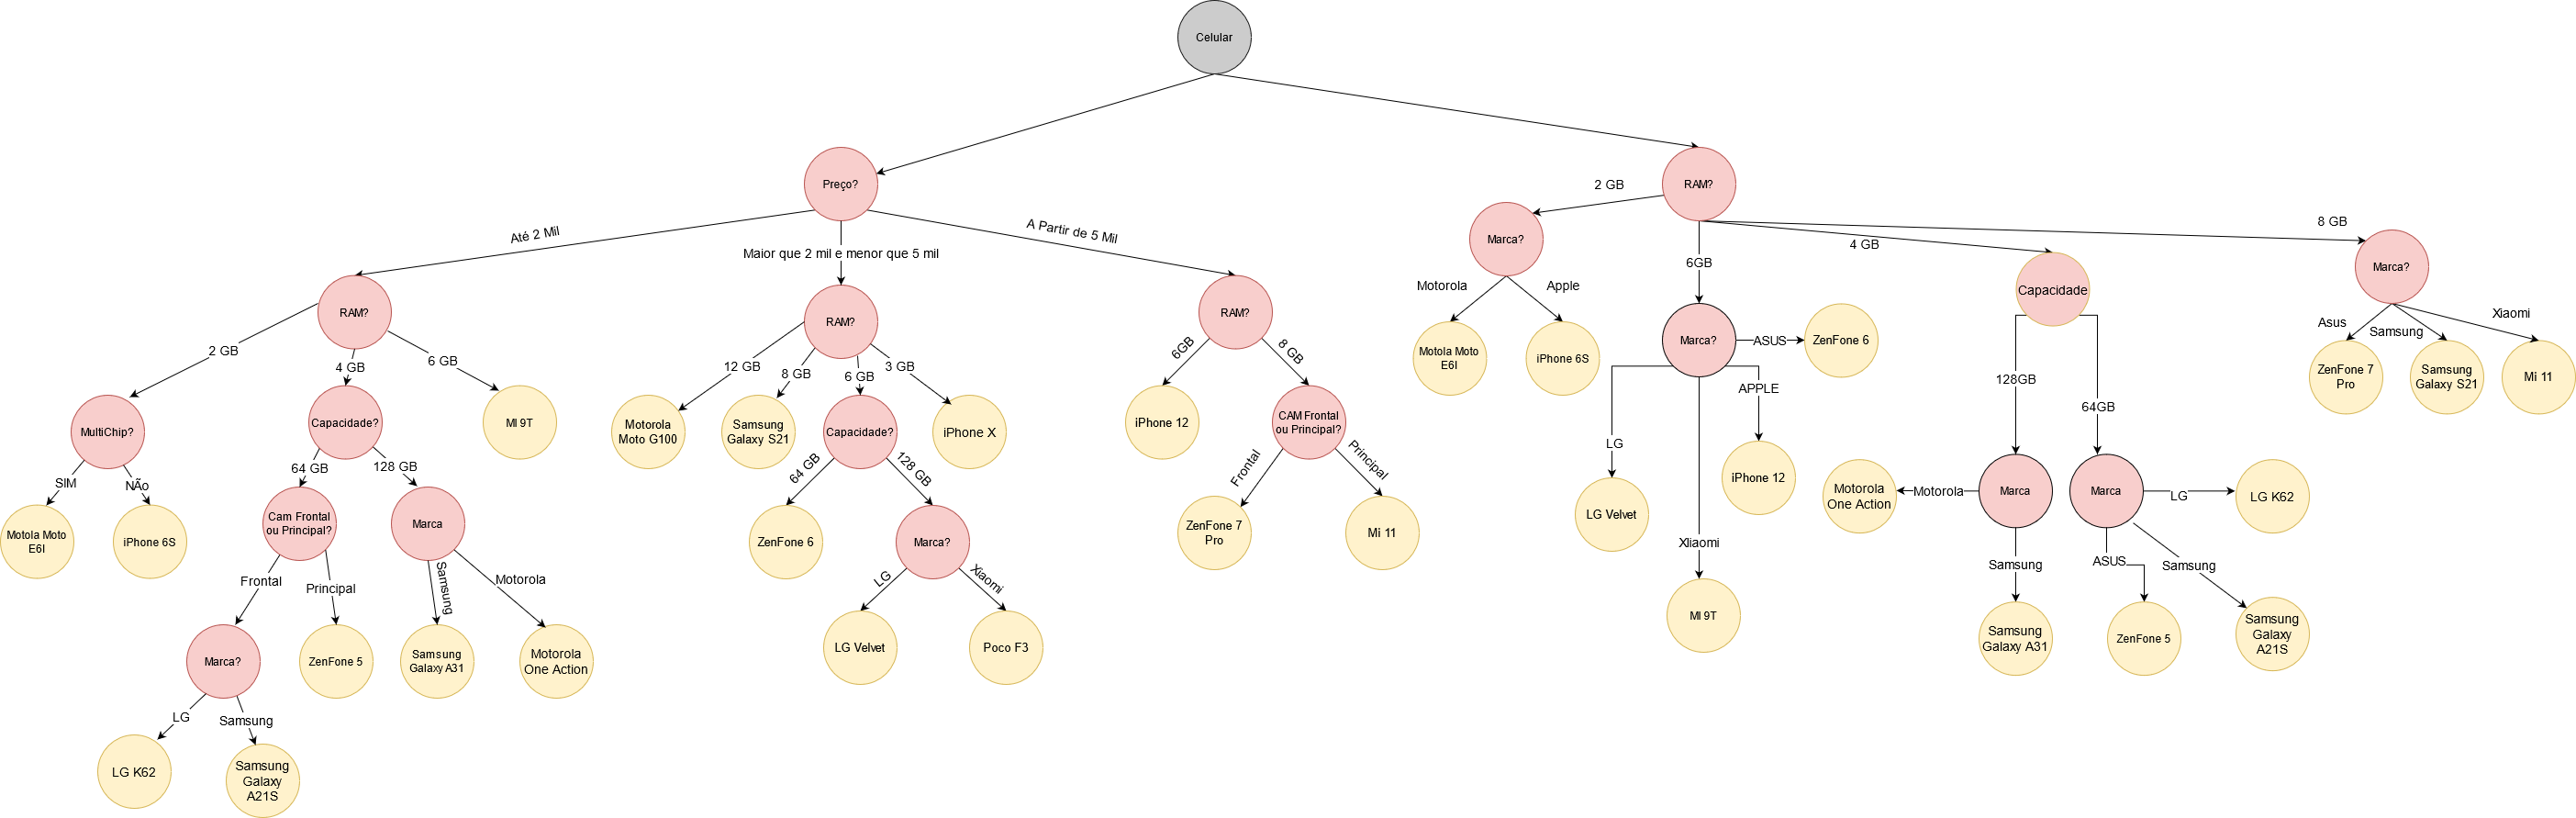 Celular
Preço?
RAM?
2 GB
Marca?
8 GB
Até 2 Mil
A Partir de 5 Mil
Maior que 2 mil e menor que 5 mil
6GB
4 GB
Capacidade
Marca?
Motorola
Apple
RAM?
RAM?
RAM?
Marca?
ASUS
ZenFone 6
Asus
Samsung
Xiaomi
2 GB
4 GB
6 GB
12 GB
8 GB
6 GB
3 GB
6GB
8 GB
Motola Moto
E6I
iPhone 6S
APPLE
128GB
64GB
ZenFone 7
Pro
Samsung
Galaxy S21
Mi 11
MultiChip?
Capacidade?
MI 9T
Motorola
Moto G100
Samsung
Galaxy S21
Capacidade?
iPhone X
iPhone 12
CAM Frontal
ou Principal?
LG
iPhone 12
SIM
NÃo
64 GB
128 GB
64 GB
128 GB
Frontal
Principal
Motorola
One Action
Motorola
Marca
Marca
LG
LG K62
Motola Moto
E6I
iPhone 6S
Cam Frontal
ou Principal?
Marca
ZenFone 6
Marca?
ZenFone 7
Pro
Mi 11
LG Velvet
Xliaomi
Samsung
ASUS
Samsung
Frontal
Principal
Samsung
Motorola
LG
Xiaomi
MI 9T
Samsung
Galaxy A31
ZenFone 5
Samsung
Galaxy
A21S
Marca?
ZenFone 5
Samsung
Galaxy A31
Motorola
One Action
LG Velvet
Poco F3
LG
Samsung
LG K62
Samsung
Galaxy
A21S